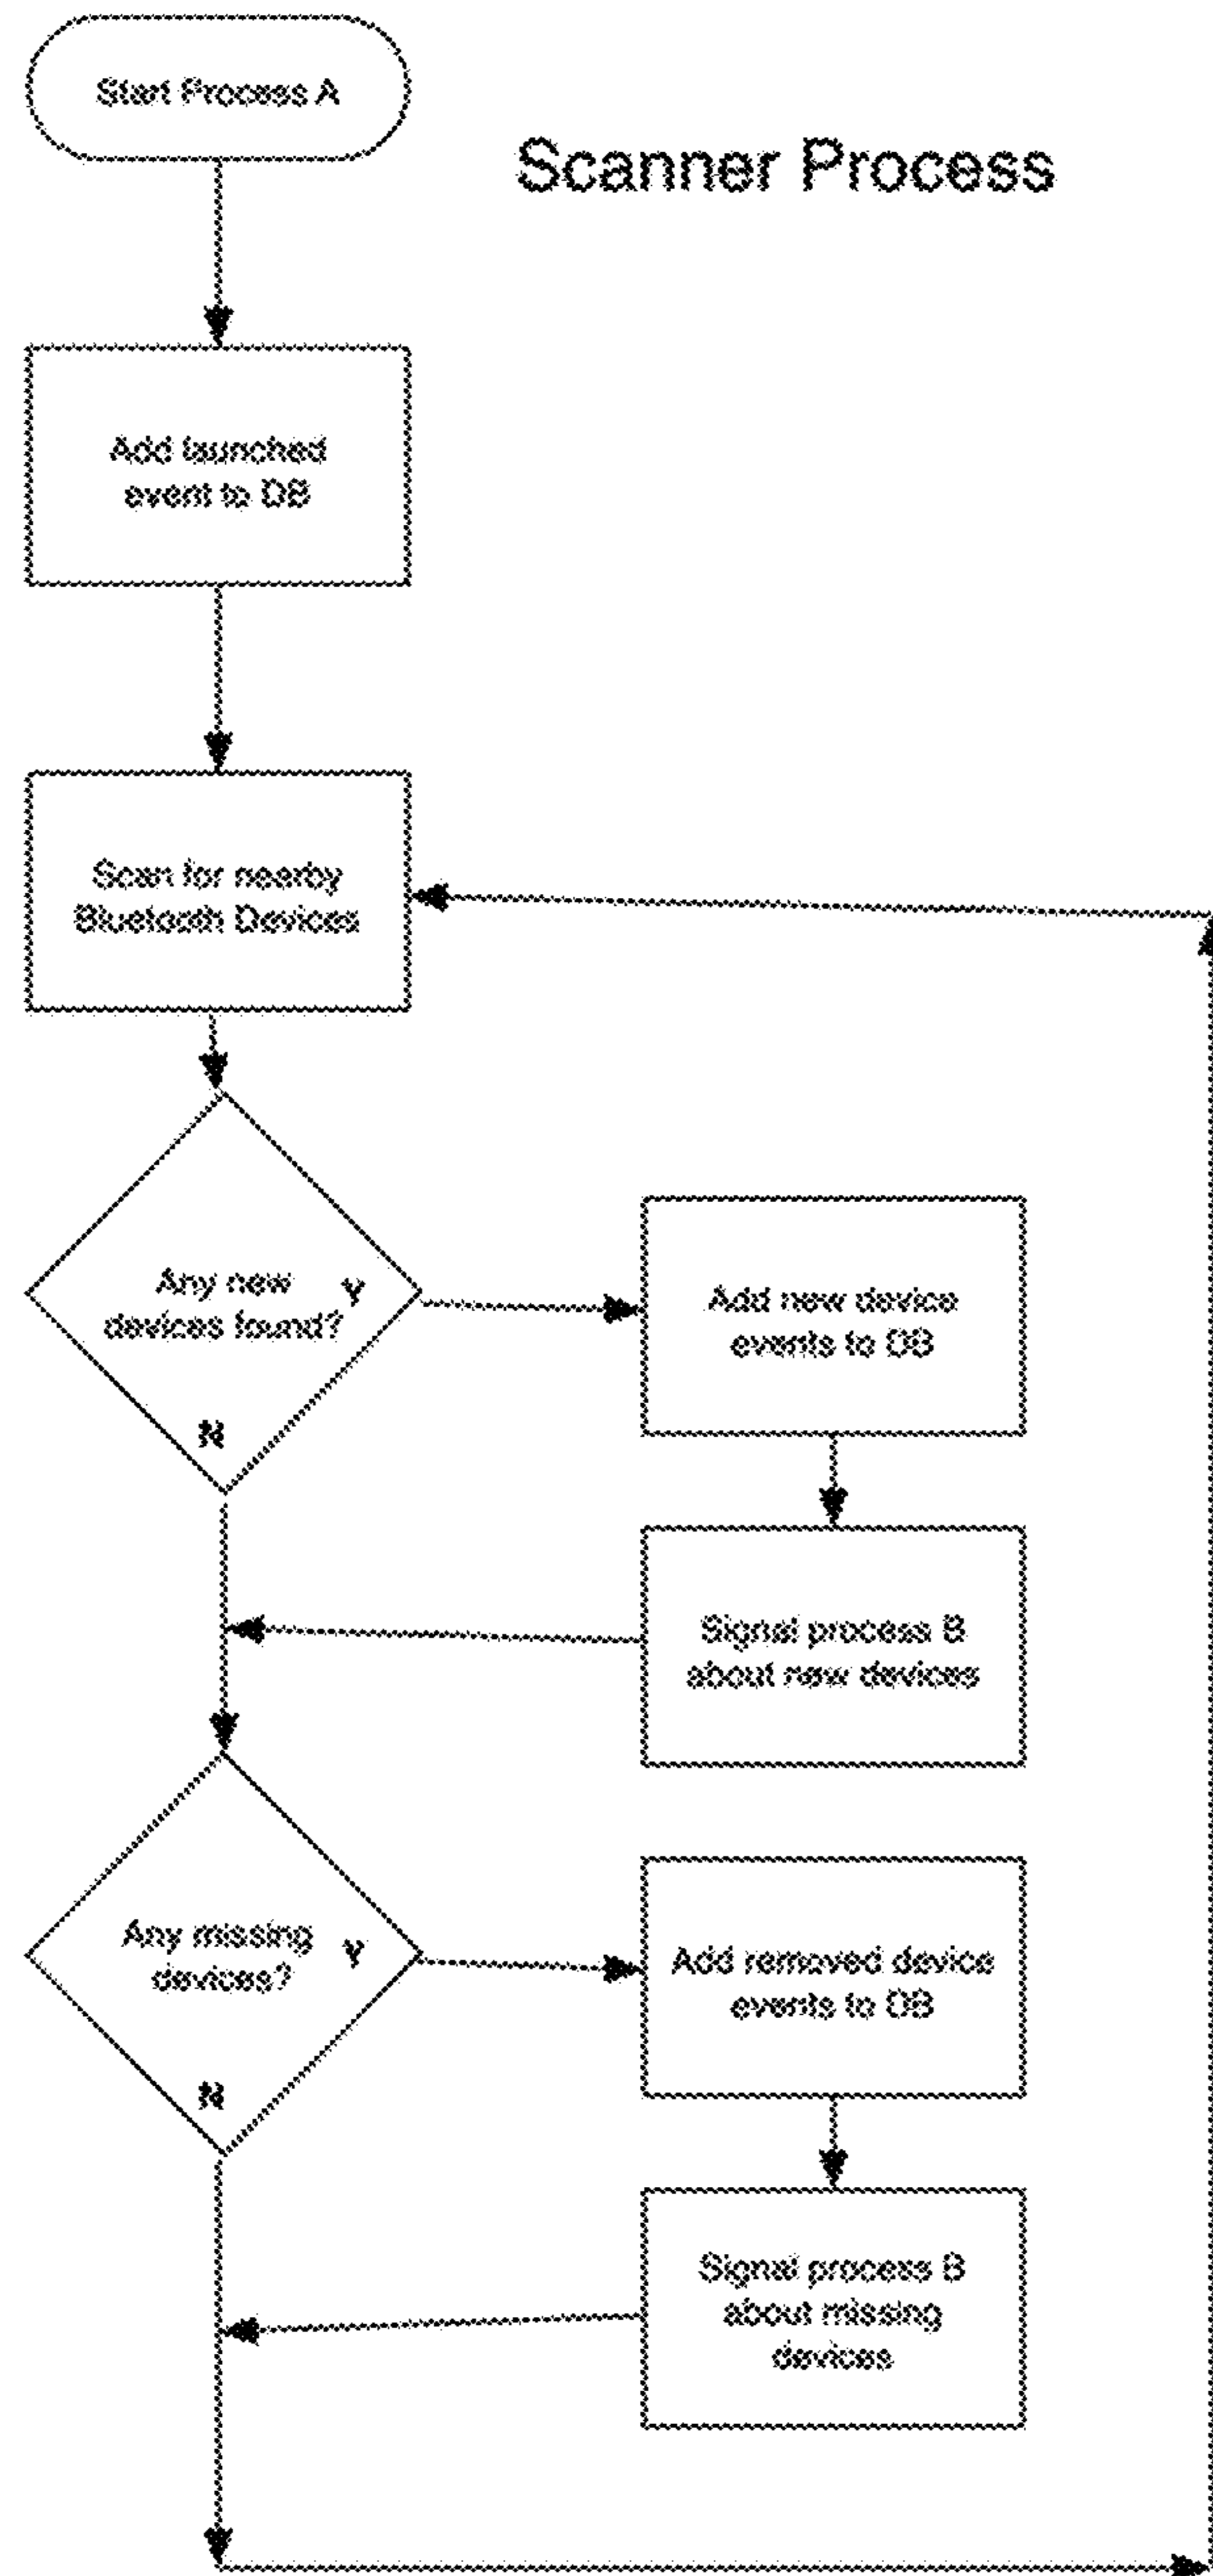 Start Process A
Scanner Process
Add launched
event to DB
Scan for nearby
Bluetooth Devices
Any new
devices found?
Y
N
Add new device
events to DB
Signal process B
about new devices
Any missing
devices?
Y
N
Add removed device
events to DB
Signal process B
about missing
devices